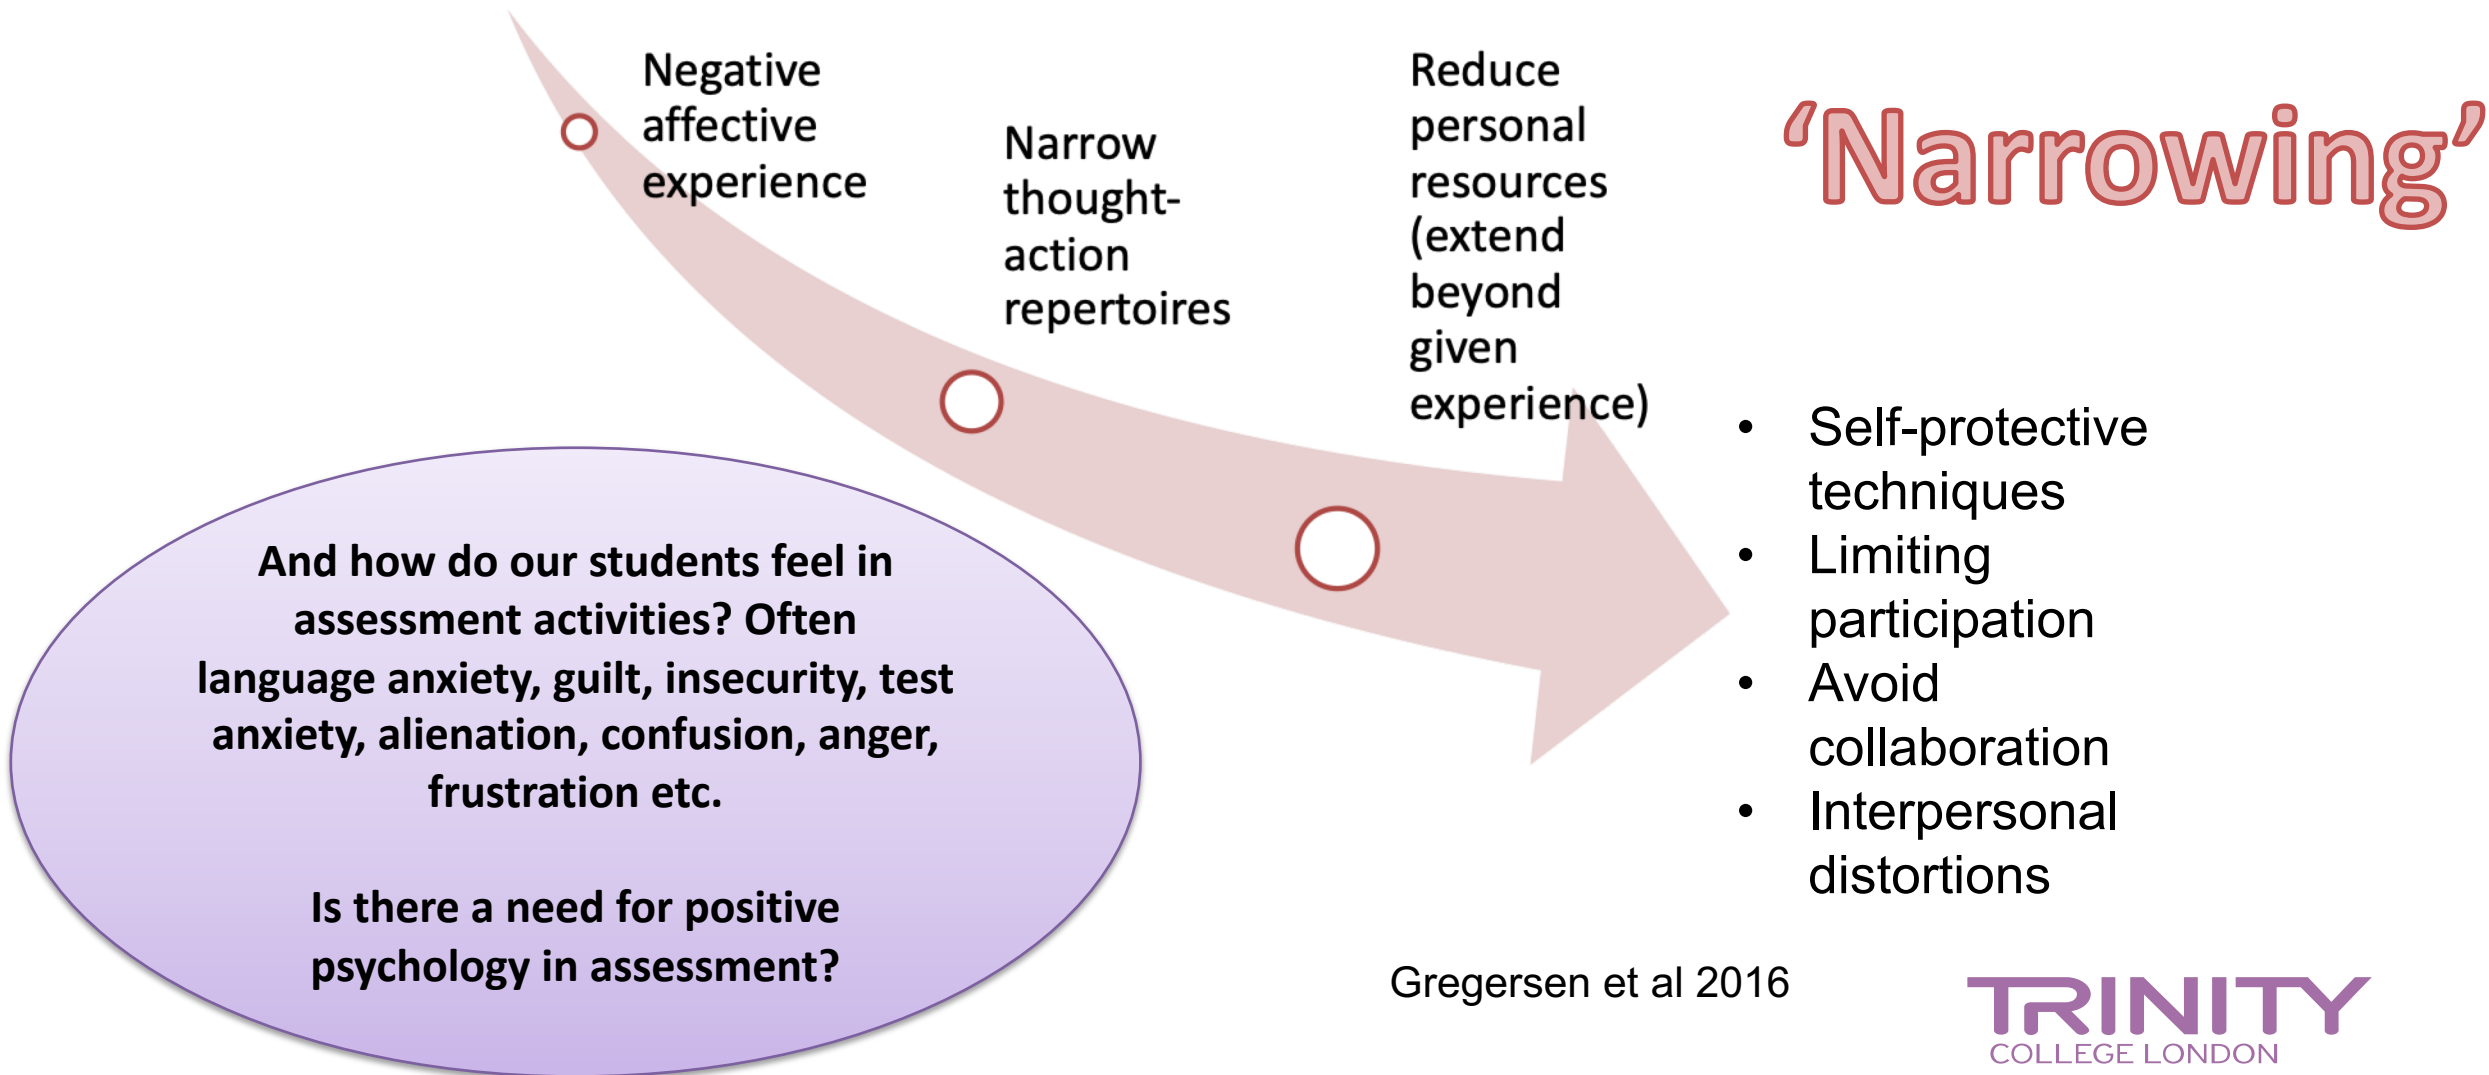 Negative
affective
experience
Narrow
thought-
action
repertoires
Reduce
personal
resources
(extend
beyond
given
experience)
‘Narrowing’
• Self-protective
techniques
• Limiting
participation
• Avoid
collaboration
• Interpersonal
distortions
And how do our students feel in
assessment activities? Often
language anxiety, guilt, insecurity, test
anxiety, alienation, confusion, anger,
frustration etc.
Is there a need for positive
psychology in assessment?
Gregersen et al 2016
TRINITY
COLLEGE LONDON